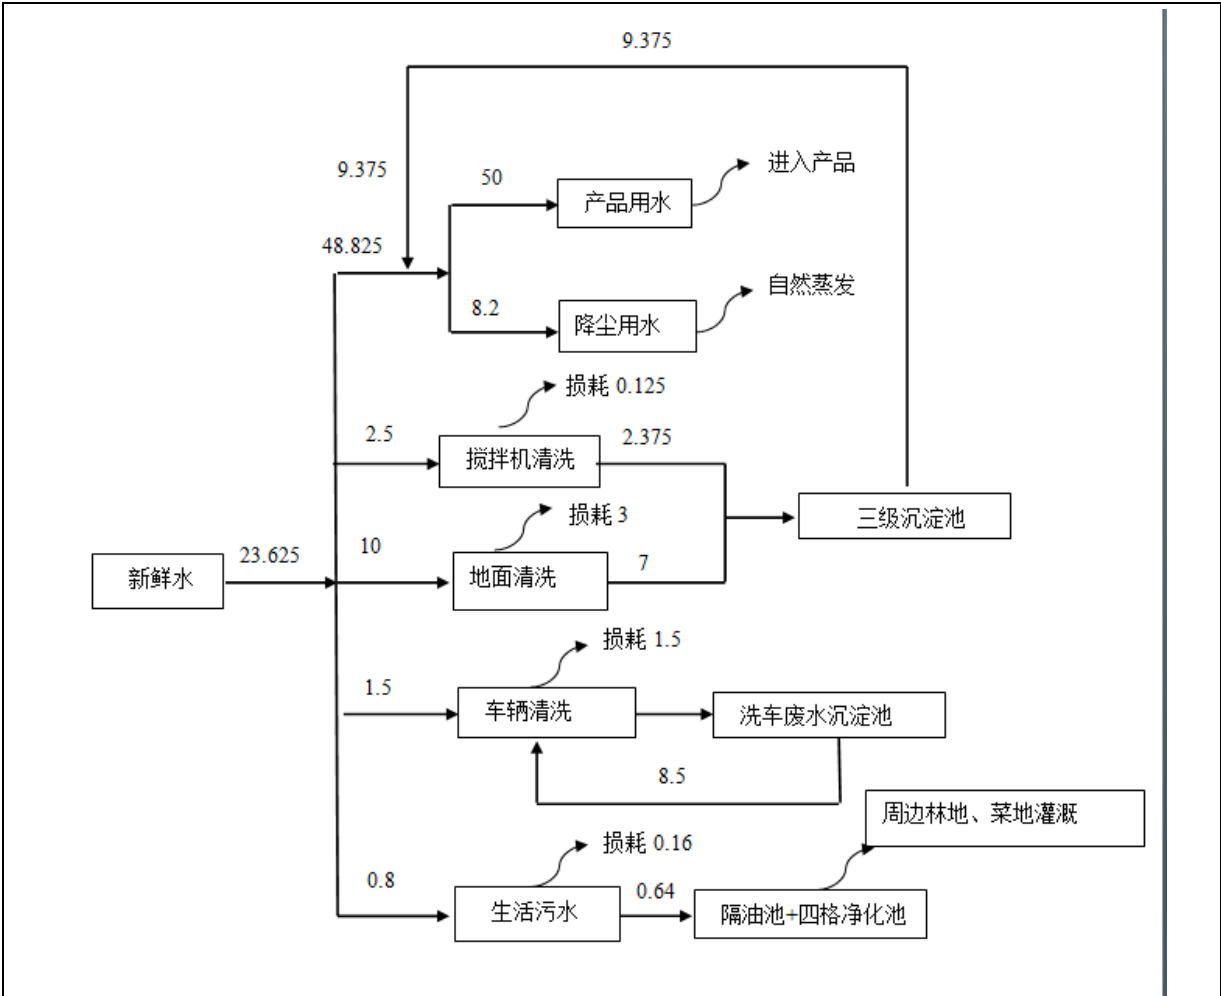 9.375
9.375
50
产品用水
进入产品
48.825
8.2
降尘用水
自然蒸发
损耗 0.125
2.5
搅拌机清洗
2.375
三级沉淀池
损耗 3
10
地面清洗
7
新鲜水
23.625
损耗 1.5
1.5
车辆清洗
洗车废水沉淀池
8.5
周边林地、菜地灌溉
损耗 0.16
0.8
生活污水
0.64
隔油池+四格净化池